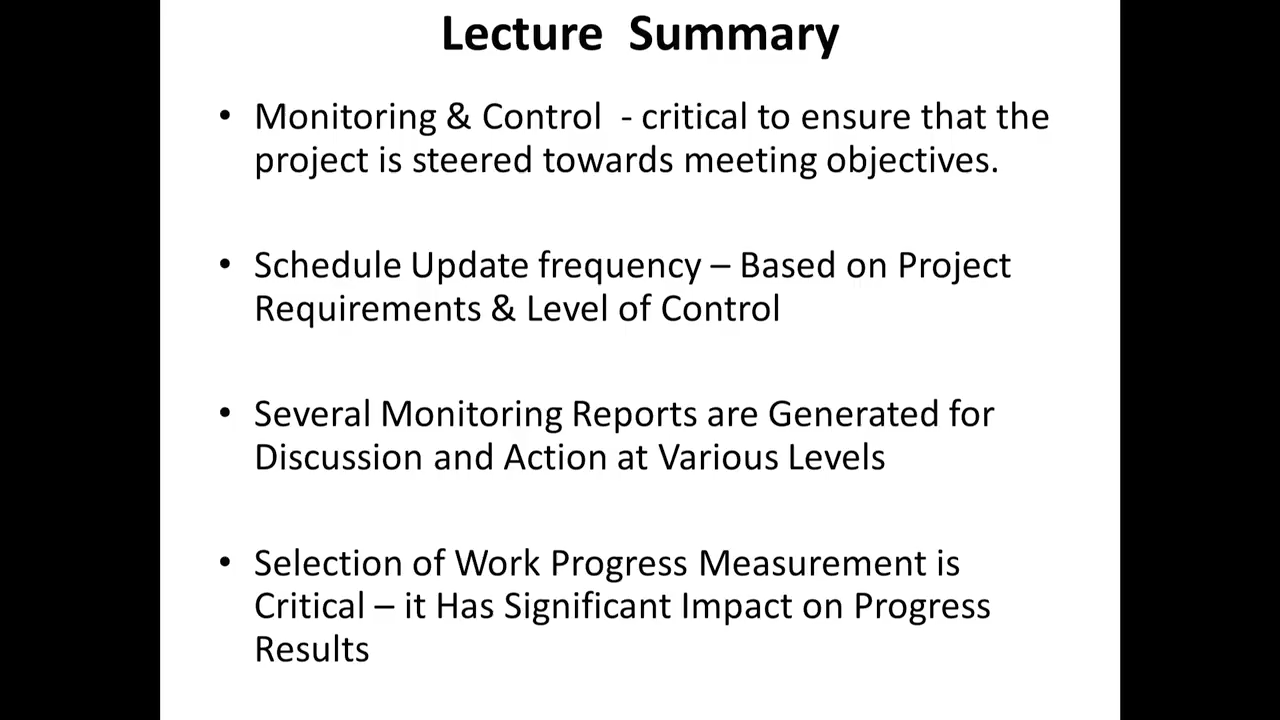 Lecture Summary
• Monitoring & Control - critical to ensure that the
project is steered towards meeting objectives.
• Schedule Update frequency – Based on Project
Requirements & Level of Control
• Several Monitoring Reports are Generated for
Discussion and Action at Various Levels
• Selection of Work Progress Measurement is
Critical – it Has Significant Impact on Progress
Results